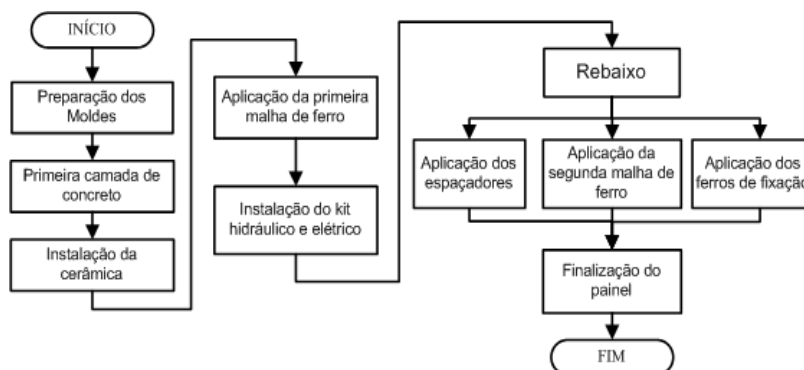 INÍCIO
Preparação dos
Moldes
Primeira camada de
concreto
Instalação da
cerâmica
Aplicação da primeira
malha de ferro
Instalação do kit
hidráulico e elétrico
Rebaixo
Aplicação dos
espaçadores
Aplicação da
segunda malha de
ferro
Aplicação dos
ferros de fixação
Finalização do
painel
FIM